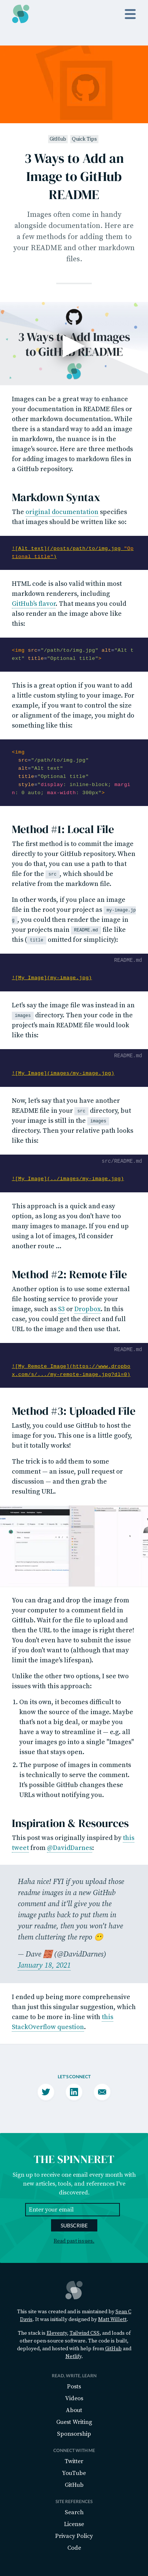 GitHub Quick Tips
3 Ways to Add an
Image to GitHub
README
Images often come in handy
alongside documentation. Here are
a few methods for adding them to
your README and other markdown
files.
3 Ways to Add Images
to GitHub README
Images can be a great way to enhance
your documentation in README files or
other markdown documentation. While
there is a standard way to add an image
in markdown, the nuance is in the
image's source. Here are three methods
for adding images to markdown files in
a GitHub repository.
Markdown Syntax
The original documentation specifies
that images should be written like so:
![Alt text](/posts/path/to/img.jpg "Op
tional title")
HTML code is also valid within most
markdown renderers, including
GitHub's flavor. That means you could
also render an the image above like
this:
<img src="/path/to/img.jpg" alt="Alt t
ext" title="Optional title">
This is a great option if you want to add
a little custom styling to your image. For
example, if you wanted to control the size
or alignment of the image, you might do
something like this:
<img
src="/path/to/img.jpg"
alt="Alt text"
title="Optional title"
style="display: inline-block; margi
n: 0 auto; max-width: 300px">
Method #1: Local File
The first method is to commit the image
directly to your GitHub repository. When
you do that, you can then use a path to the
file for the src, which should be
relative from the markdown file.
In other words, if you place an image
file in the root your project as my-image.jp
g, you could then render the image in
your projects main README.md file like
this ( title omitted for simplicity):
README.md
![My Image](my-image.jpg)
Let's say the image file was instead in an
images directory. Then your code in the
project's main README file would look
like this:
README.md
![My Image](images/my-image.jpg)
Now, let's say that you have another
README file in your src directory, but
your image is still in the images
directory. Then your relative path looks
like this:
src/README.md
![My Image](../images/my-image.jpg)
This approach is a quick and easy
option, as long as you don't have too
many images to manage. If you end up
with a long list of images, I'd consider
another route ...
Method #2: Remote File
Another option is to use some external
file hosting service to provide your
image, such as S3 or Dropbox. In this
case, you could get the direct and full
URL to the image and then use that.
README.md
![My Remote Image](https://www.dropbo
x.com/s/.../my-remote-image.jpg?dl=0)
Method #3: Uploaded File
Lastly, you could use GitHub to host the
image for you. This one is a little goofy,
but it totally works!
The trick is to add them to some
comment — an issue, pull request or
discussion — and then grab the
resulting URL.
You can drag and drop the image from
your computer to a comment field in
GitHub. Wait for the file to upload and
then the URL to the image is right there!
You don't even have to submit the issue
if you don't want to (although that may
limit the image's lifespan).
Unlike the other two options, I see two
issues with this approach:
1. On its own, it becomes difficult to
know the source of the image. Maybe
that's not a big deal, or maybe you
have a way to streamline it — e.g. all
your images go into a single "Images"
issue that's always open.
2. The purpose of images in comments
is technically to serve the comment.
It's possible GitHub changes these
URLs without notifying you.
Inspiration & Resources
This post was originally inspired by this
tweet from @DavidDarnes:
Haha nice! FYI if you upload those
readme images in a new GitHub
comment and it'll give you the
image paths back to put them in
your readme, then you won't have
them cluttering the repo 🙂
— Dave 🧱 (@DavidDarnes)
January 18, 2021
I ended up being more comprehensive
than just this singular suggestion, which
came to be more in-line with this
StackOverflow question.
LET'S CONNECT
THE SPINNERET
Sign up to receive one email every month with
new articles, tools, and references I've
discovered.
Enter your email
SUBSCRIBE
Read past issues.
This site was created and is maintained by Sean C
Davis. It was initially designed by Matt Willett.
The stack is Eleventy, Tailwind CSS, and loads of
other open-source software. The code is built,
deployed, and hosted with help from GitHub and
Netlify.
READ, WRITE, LEARN
Posts
Videos
About
Guest Writing
Sponsorship
CONNECT WITH ME
Twitter
YouTube
GitHub
SITE REFERENCES
Search
License
Privacy Policy
Code